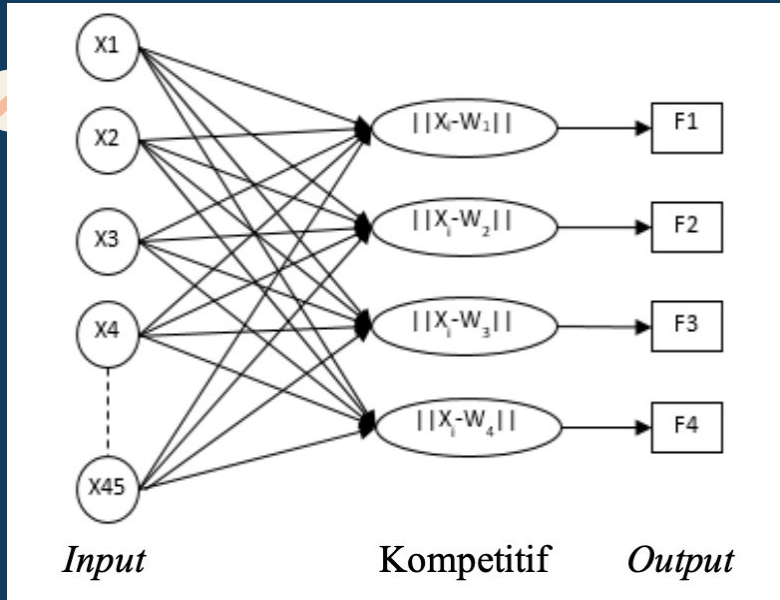 X1
X2
X3
X4
X45
||Xᵢ-W₁||
||Xᵢ-W₂||
||Xᵢ-W₃||
||Xᵢ-W₄||
F1
F2
F3
F4
Input
Kompetitif
Output